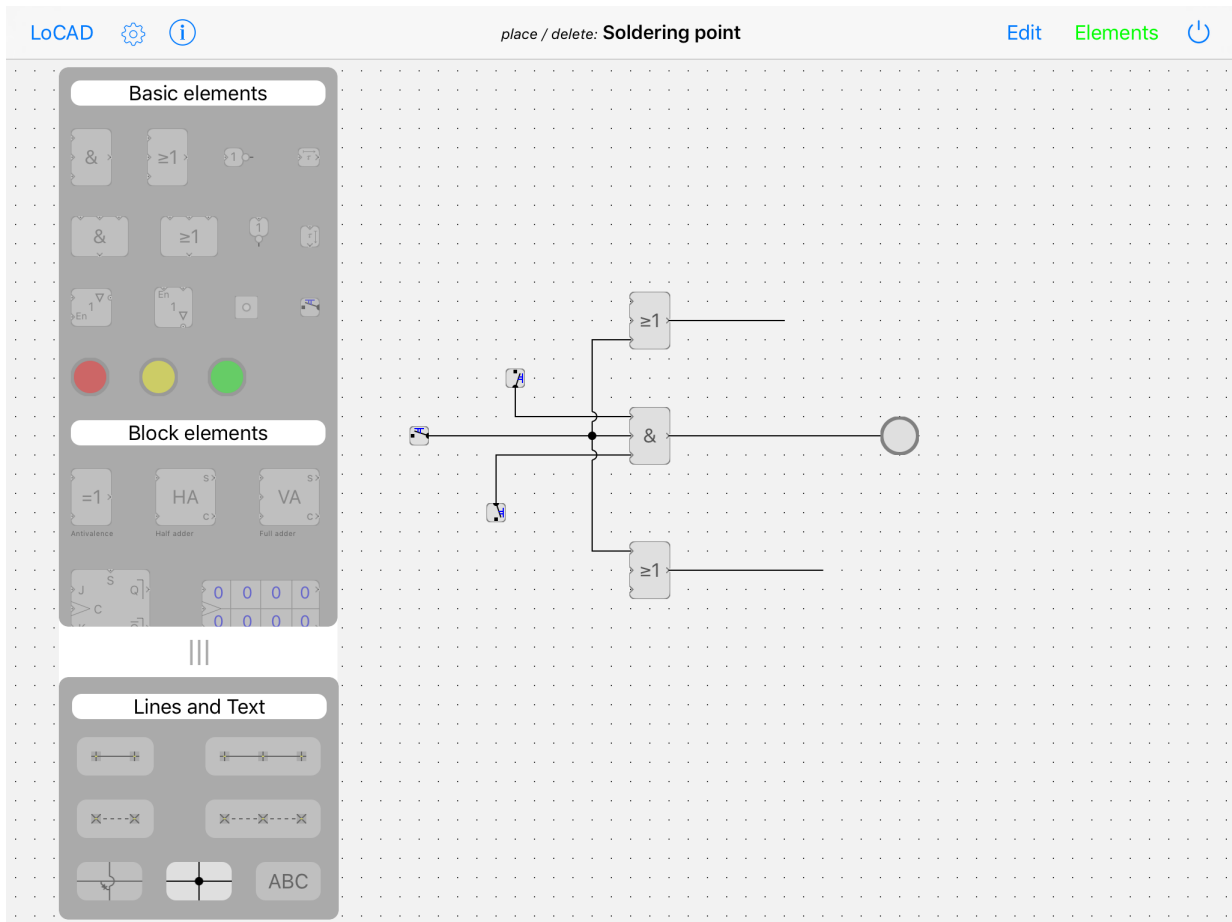 LoCAD
place / delete: Soldering point
Edit Elements
Basic elements
& ≥1 1 r
& ≥1 1 r
1 En
En 1
Block elements
=1 HA S C VA S C
Antivalence Half adder Full adder
J S Q C
0 0 0 0
0 0 0 0
Lines and Text
ABC
≥1
&
≥1